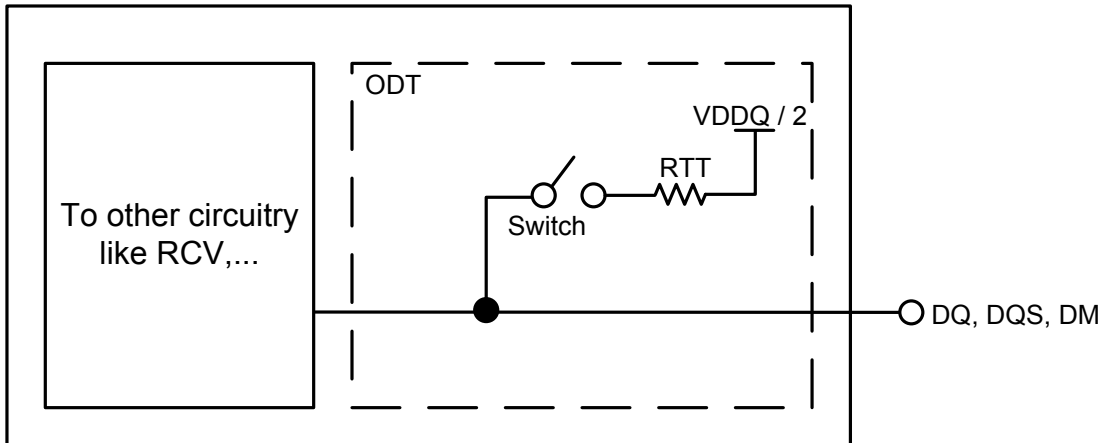 ODT
VDDQ / 2
RTT
Switch
To other circuitry
like RCV,...
DQ, DQS, DM